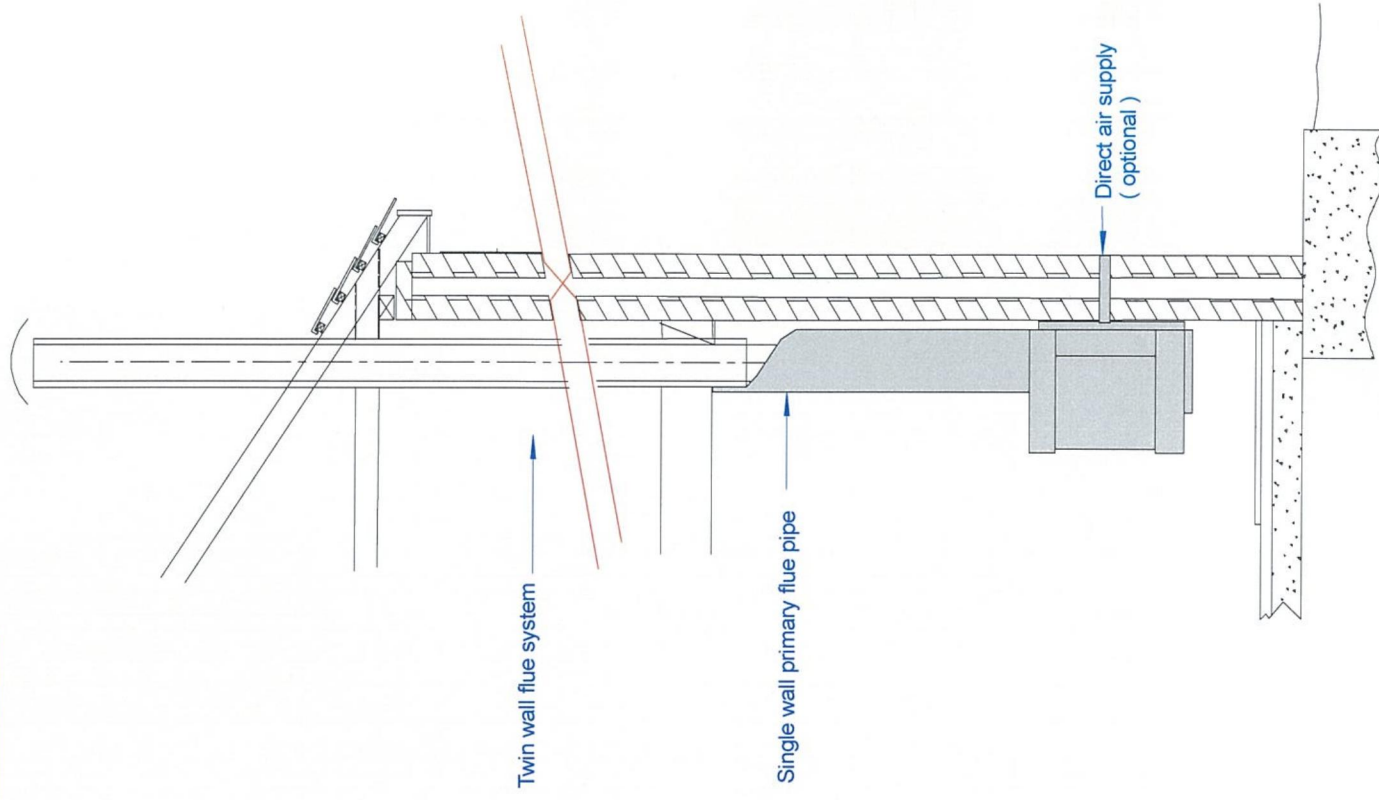 Twin wall flue system
Single wall primary flue pipe
Direct air supply
( optional )